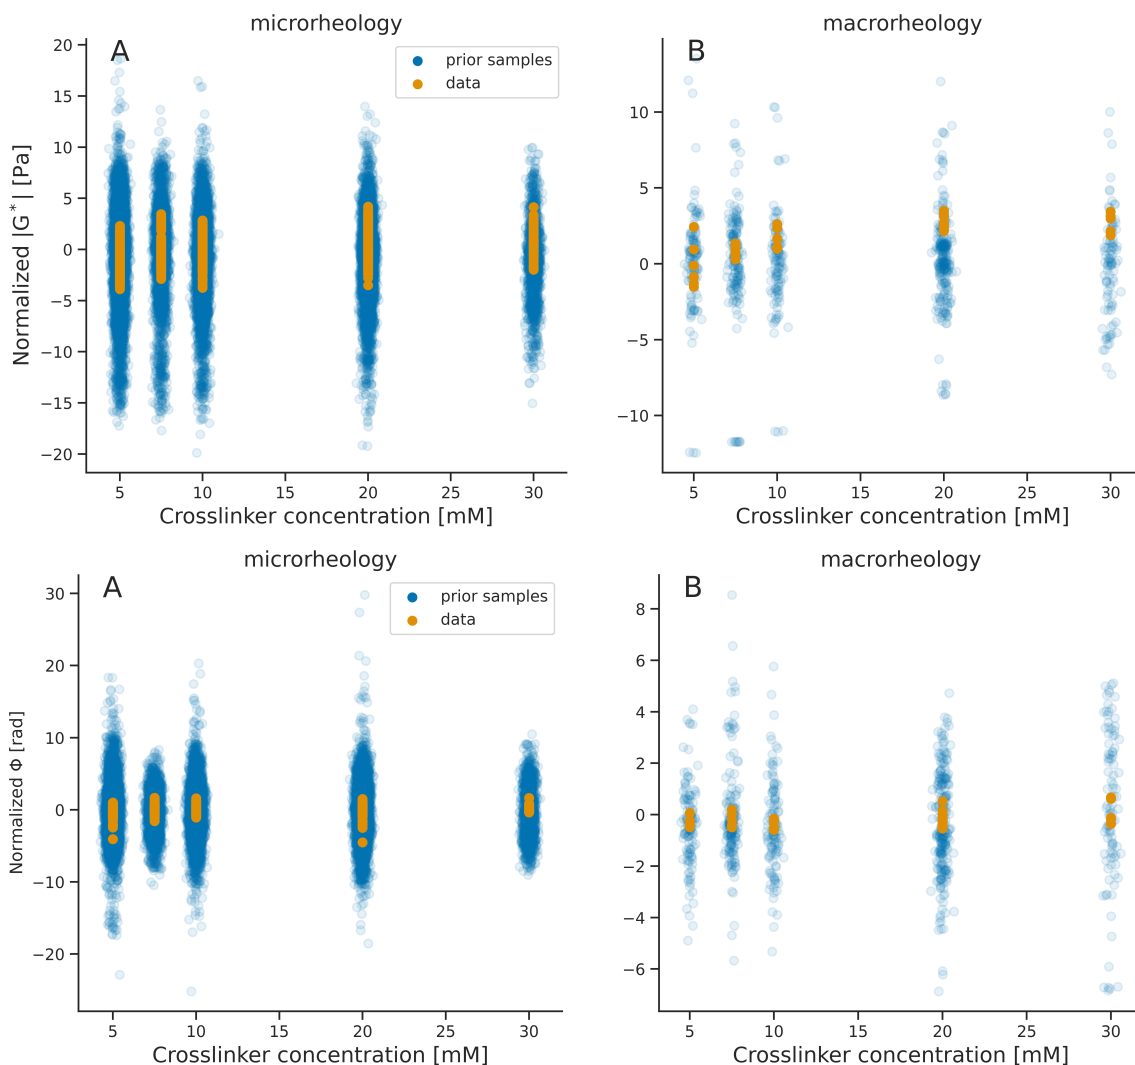 microrheology
A
prior samples
data
20
15
10
5
0
−5
−10
−15
−20
Normalized |G*| [Pa]
5 10 15 20 25 30
Crosslinker concentration [mM]
macrorheology
B
10
5
0
−5
−10
5 10 15 20 25 30
Crosslinker concentration [mM]
microrheology
A
prior samples
data
30
20
10
0
−10
−20
Normalized Φ [rad]
5 10 15 20 25 30
Crosslinker concentration [mM]
macrorheology
B
8
6
4
2
0
−2
−4
−6
5 10 15 20 25 30
Crosslinker concentration [mM]